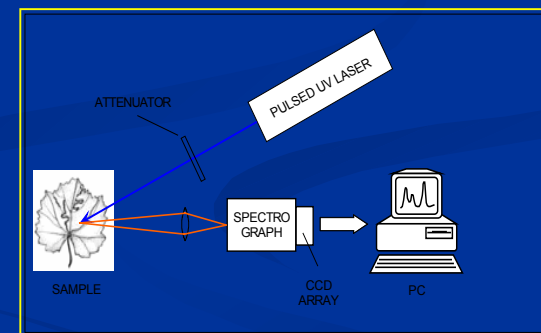 PULSED UV LASER
ATTENUATOR
SPECTRO
GRAPH
SAMPLE
CCD
ARRAY
PC